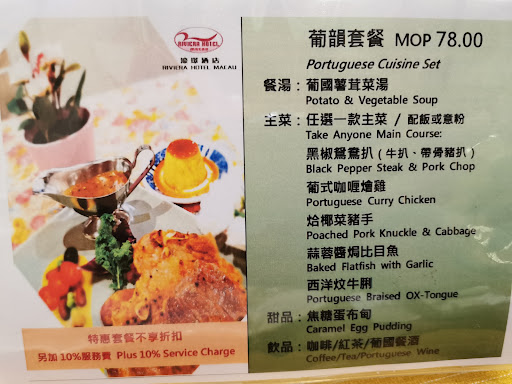 RIVIERA HOTEL
濠璟酒店
RIVIERA HOTEL MACAU
葡韻套餐 MOP 78.00
Portuguese Cuisine Set
餐湯：葡國薯茸菜湯
Potato & Vegetable Soup
主菜：任選一款主菜 / 配飯或意粉
Take Anyone Main Course:
黑椒鴛鴦扒 (牛扒、帶骨豬扒)
Black Pepper Steak & Pork Chop
葡式咖喱燴雞
Portuguese Curry Chicken
烚椰菜豬手
Poached Pork Knuckle & Cabbage
蒜蓉醬焗比目魚
Baked Flatfish with Garlic
西洋炆牛脷
Portuguese Braised OX-Tongue
甜品：焦糖蛋布甸
Caramel Egg Pudding
飲品：咖啡/紅茶/葡國餐酒
Coffee/Tea/Portuguese Wine
特惠套餐不享折扣
另加10%服務費 Plus 10% Service Charge